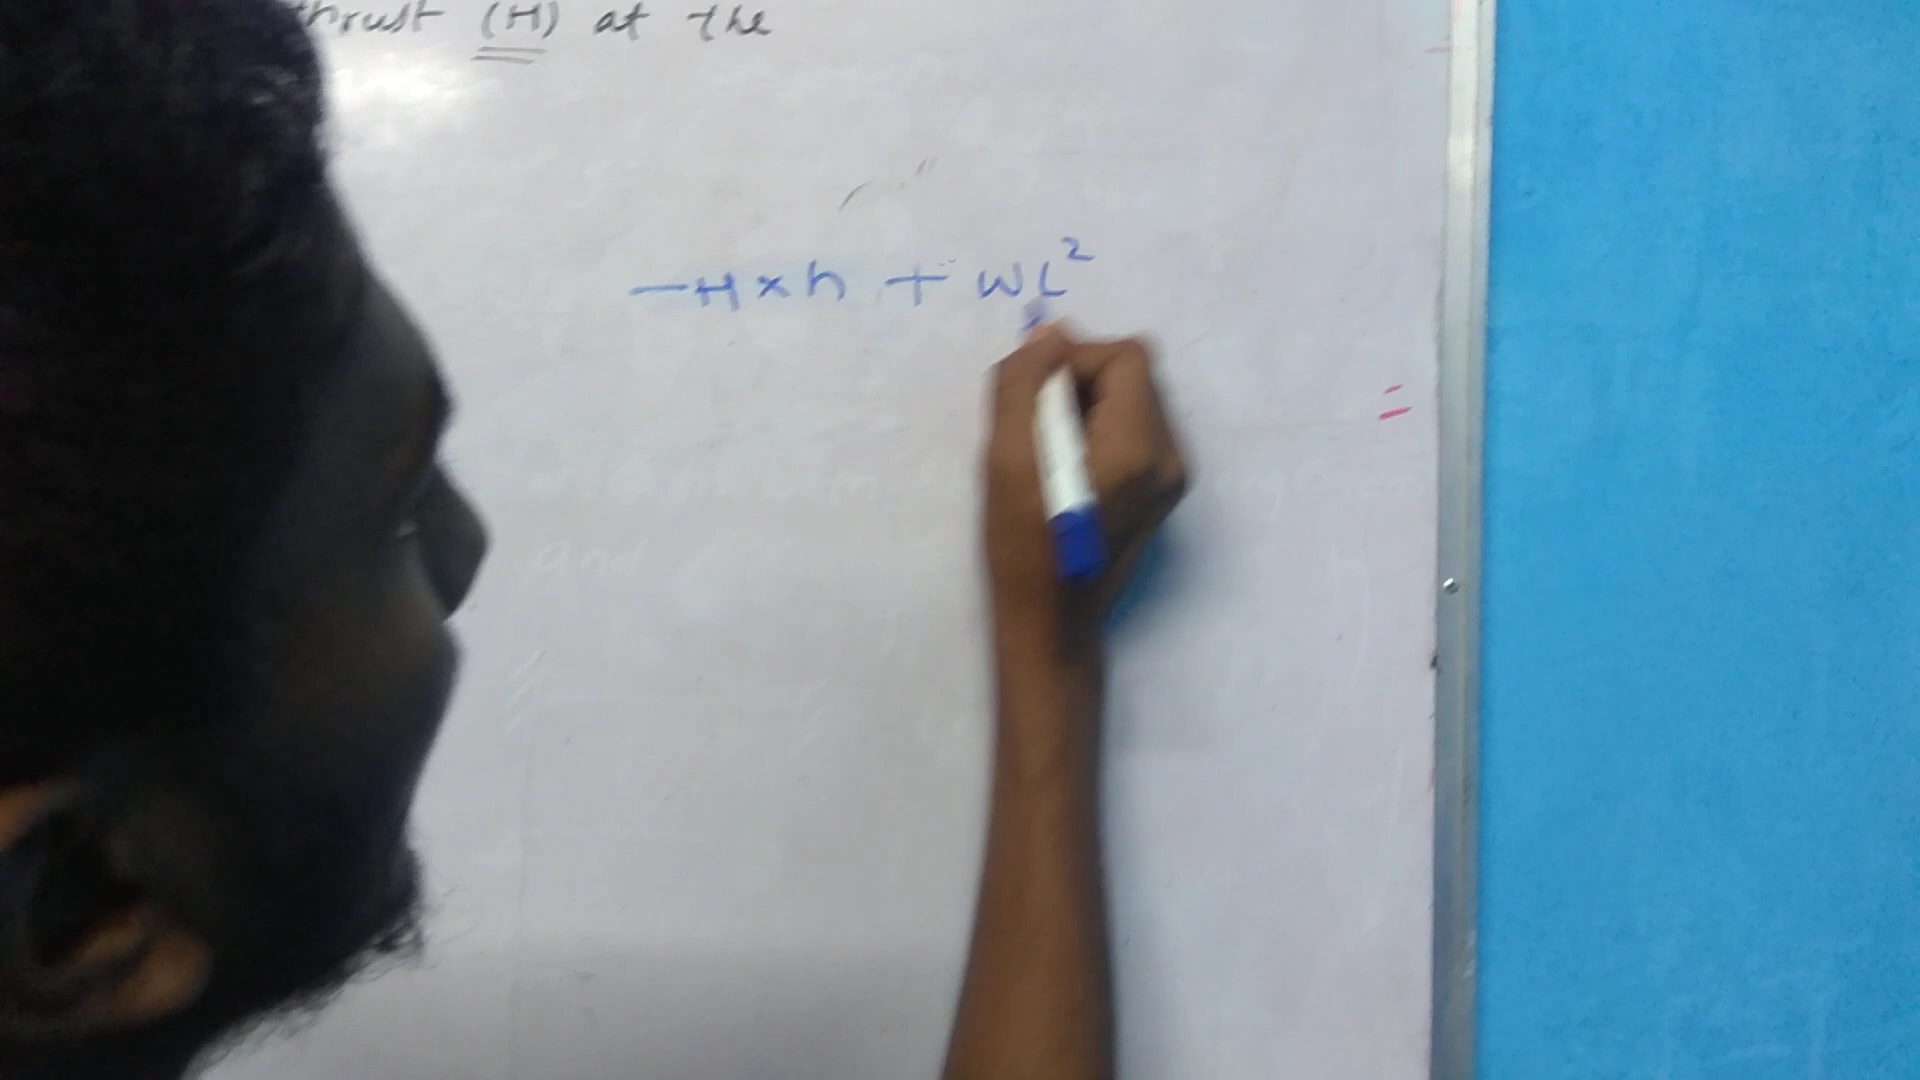 thrust (H) at the
-H×h + WL²
=